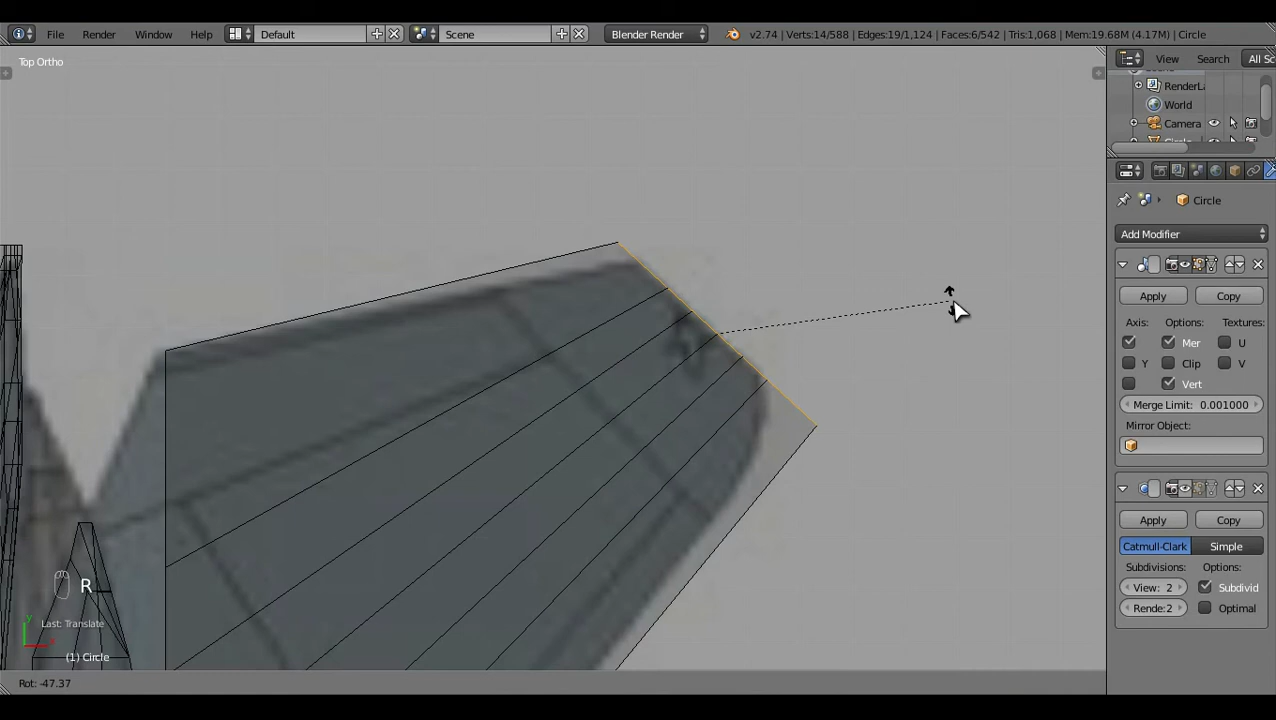 File Render Window Help Default Scene Blender Render v2.74 | Verts:14/588 | Edges:19/1,124 | Faces:6/542 | Tris:1,068 | Mem:19.68M (4.17M) | Circle
Top Ortho
View Search All Sc
RenderLa
World
Camera
Circle
Add Modifier
Apply Copy
Axis: Options: Textures:
Mer U
Y Clip V
Vert
Merge Limit: 0.001000
Mirror Object:
Apply Copy
Catmull-Clark Simple
Subdivisions: Options:
View: 2 Subdivid
Rende:2 Optimal
R
Last: Translate
y
x
(1) Circle
Rot: -47.37